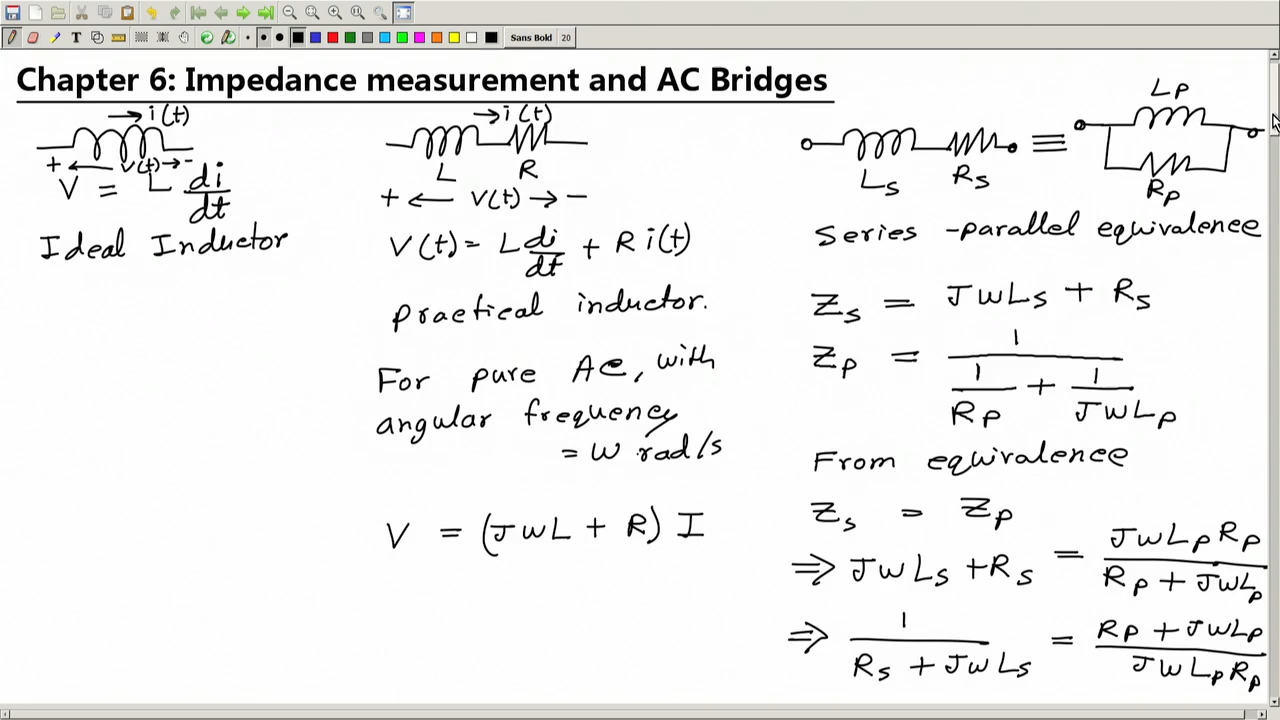 Sans Bold 20
Chapter 6: Impedance measurement and AC Bridges
→ i(t)
+ ← V(t) → -
V = L di/dt
Ideal Inductor
→ i(t)
L R
+ ← V(t) → −
V(t) = L di/dt + R i(t)
practical inductor.
For pure AC, with
angular frequency
= ω rad/s
V = (JωL + R) I
Ls Rs ≡ Lp Rp
Series -parallel equivalence
Zs = JωLs + Rs
Zp = 1/(1/Rp + 1/JωLp)
From equivalence
Zs = Zp
⇒ JωLs + Rs = JωLpRp/(Rp + JωLp)
⇒ 1/(Rs + JωLs) = (Rp + JωLp)/(JωLpRp)